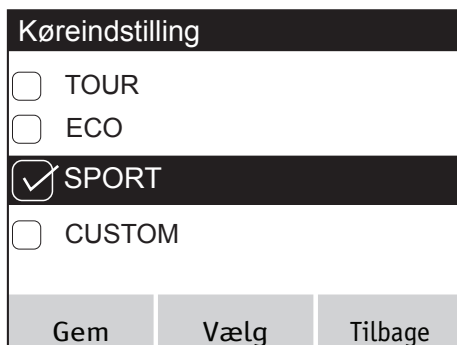 Køreindstilling
TOUR
ECO
SPORT
CUSTOM
Gem Vælg Tilbage